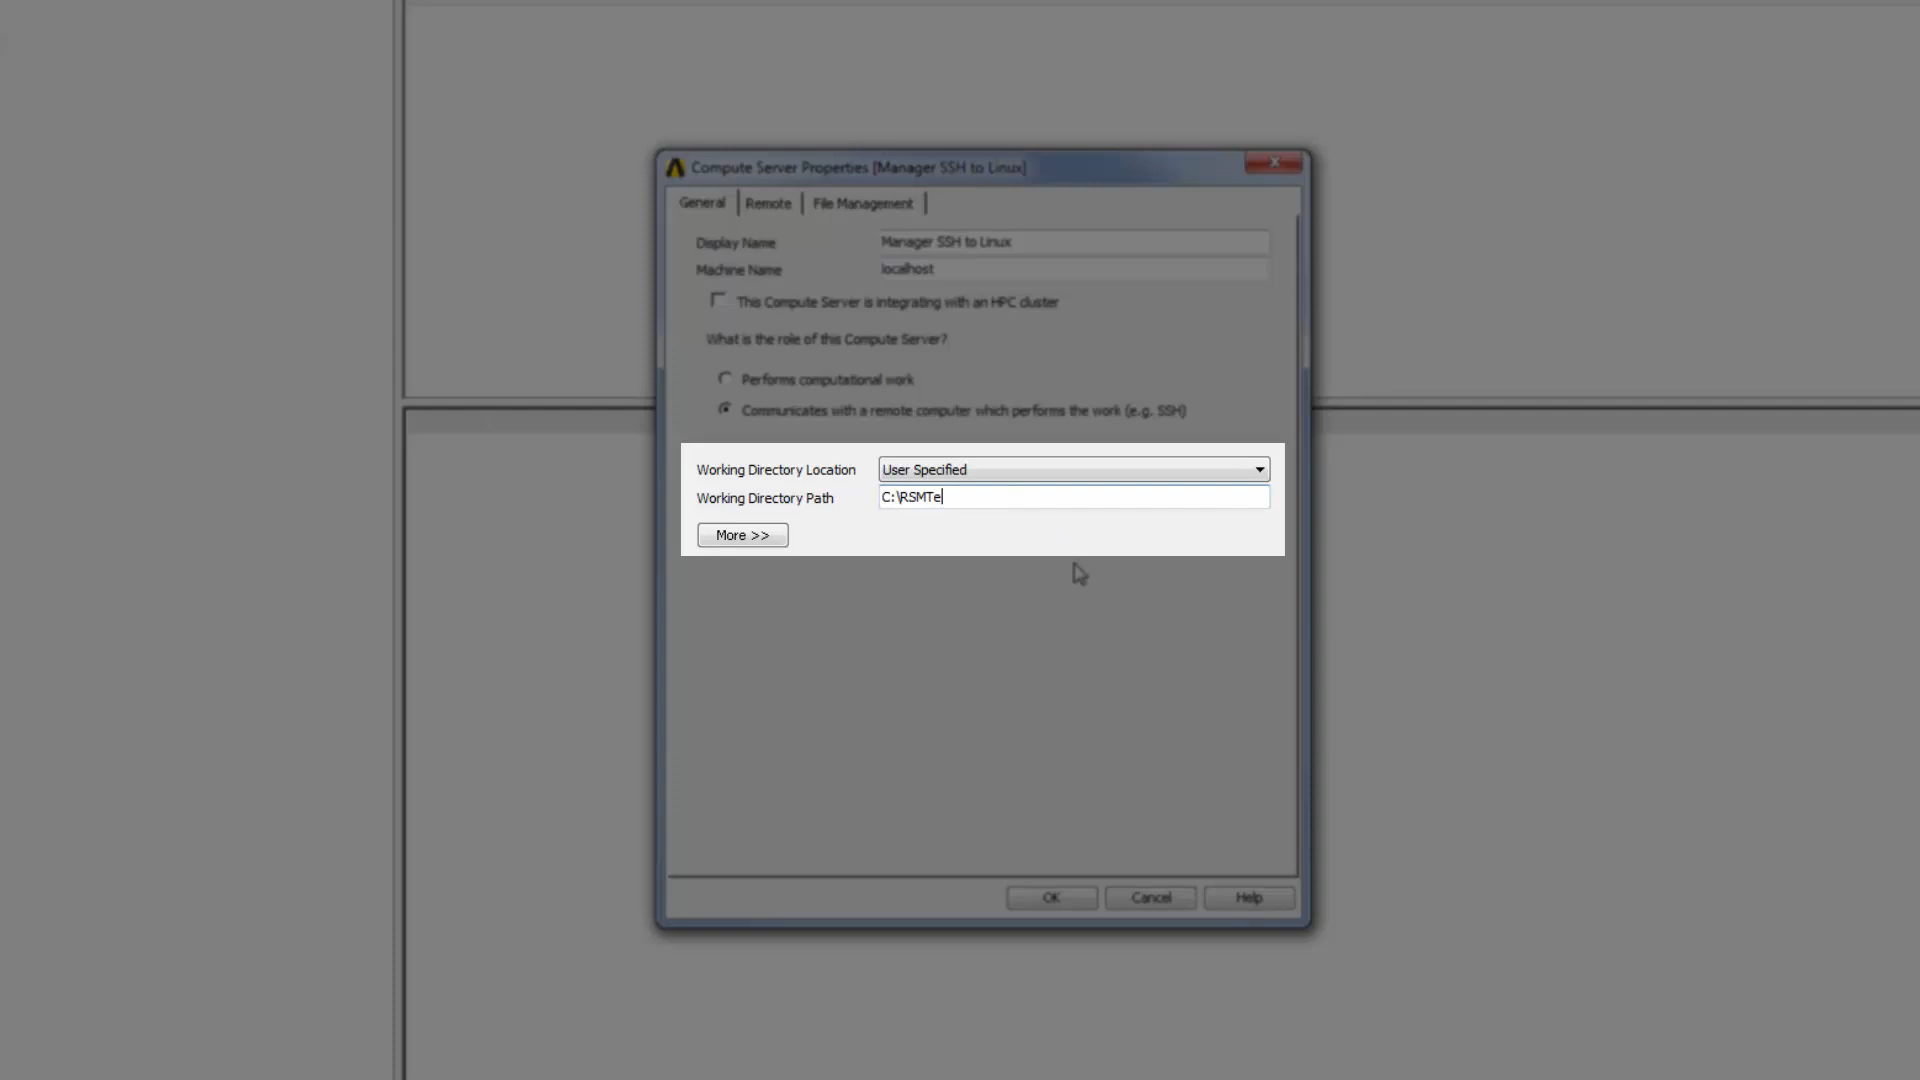 Compute Server Properties [Manager SSH to Linux]
General Remote File Management
Display Name Manager SSH to Linux
Machine Name localhost
This Compute Server is integrating with an HPC cluster
What is the role of this Compute Server?
Performs computational work
Communicates with a remote computer which performs the work (e.g. SSH)
Working Directory Location User Specified
Working Directory Path C:\RSMTe
More >>
OK Cancel Help